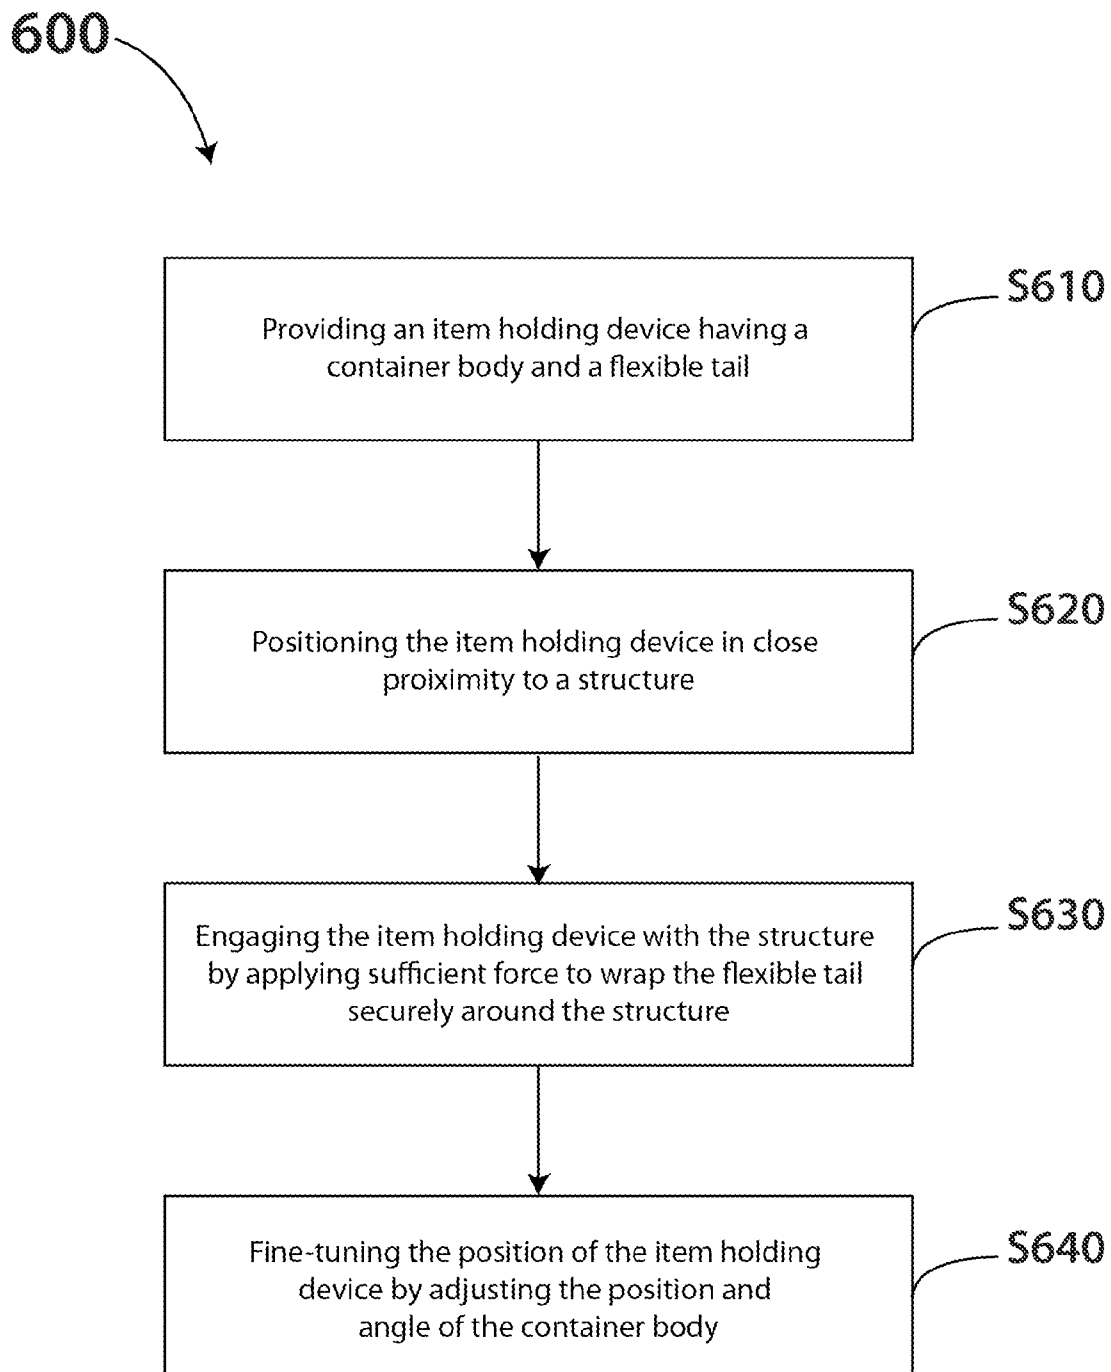 600
S610
Providing an item holding device having a
container body and a flexible tail
S620
Positioning the item holding device in close
proiximity to a structure
S630
Engaging the item holding device with the structure
by applying sufficient force to wrap the flexible tail
securely around the structure
S640
Fine-tuning the position of the item holding
device by adjusting the position and
angle of the container body